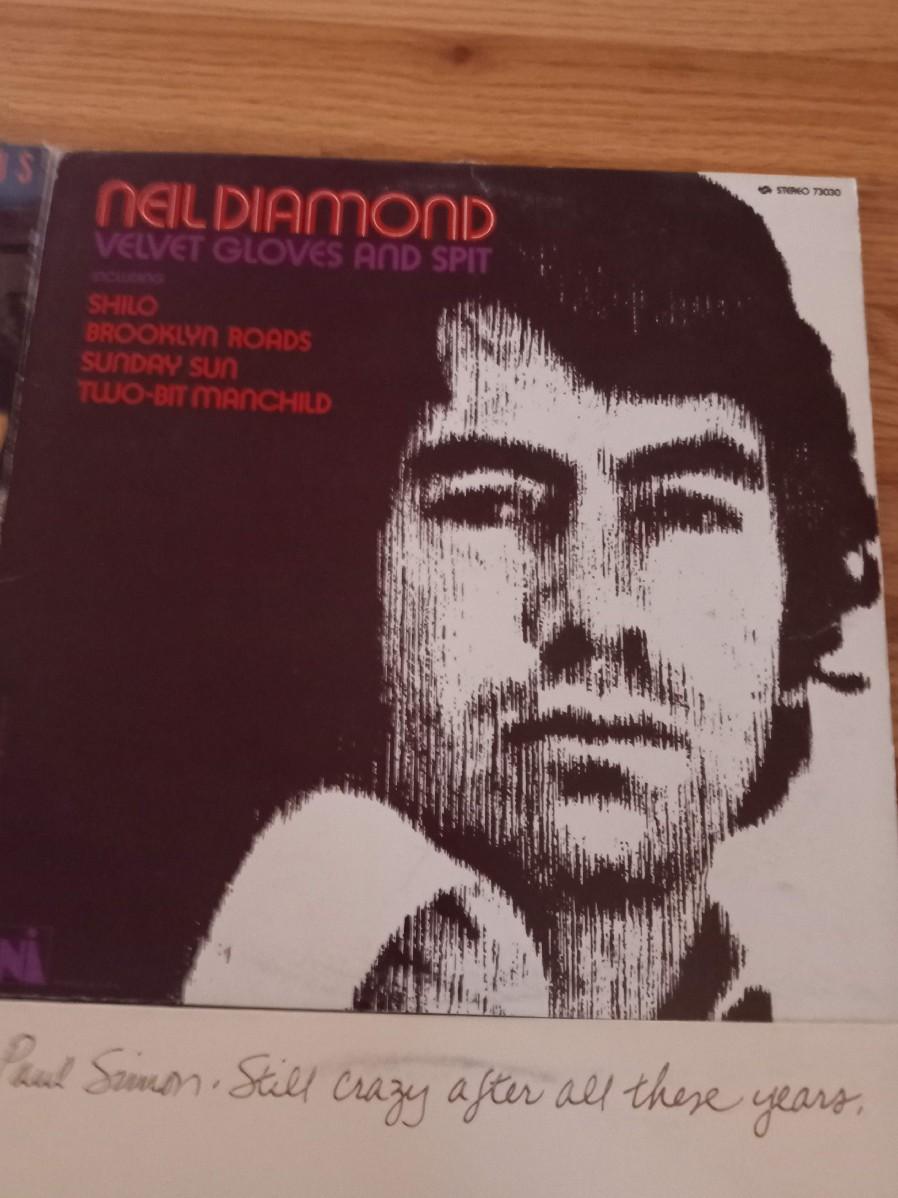 NEIL DIAMOND
STEREO 73030
VELVET GLOVES AND SPIT
INCLUDING
SHILO
BROOKLYN ROADS
SUNDAY SUN
TWO-BIT MANCHILD
Paul Simon. Still crazy after all these years.